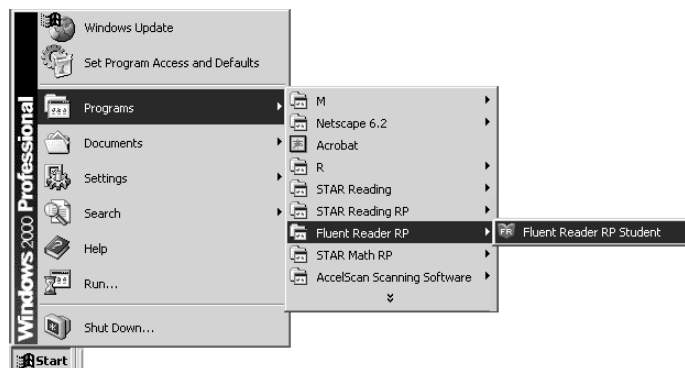 Windows 2000 Professional
Windows Update
Set Program Access and Defaults
Programs
Documents
Settings
Search
Help
Run...
Shut Down...
Start
M
Netscape 6.2
Acrobat
R
STAR Reading
STAR Reading RP
Fluent Reader RP
STAR Math RP
AccelScan Scanning Software
FR Fluent Reader RP Student